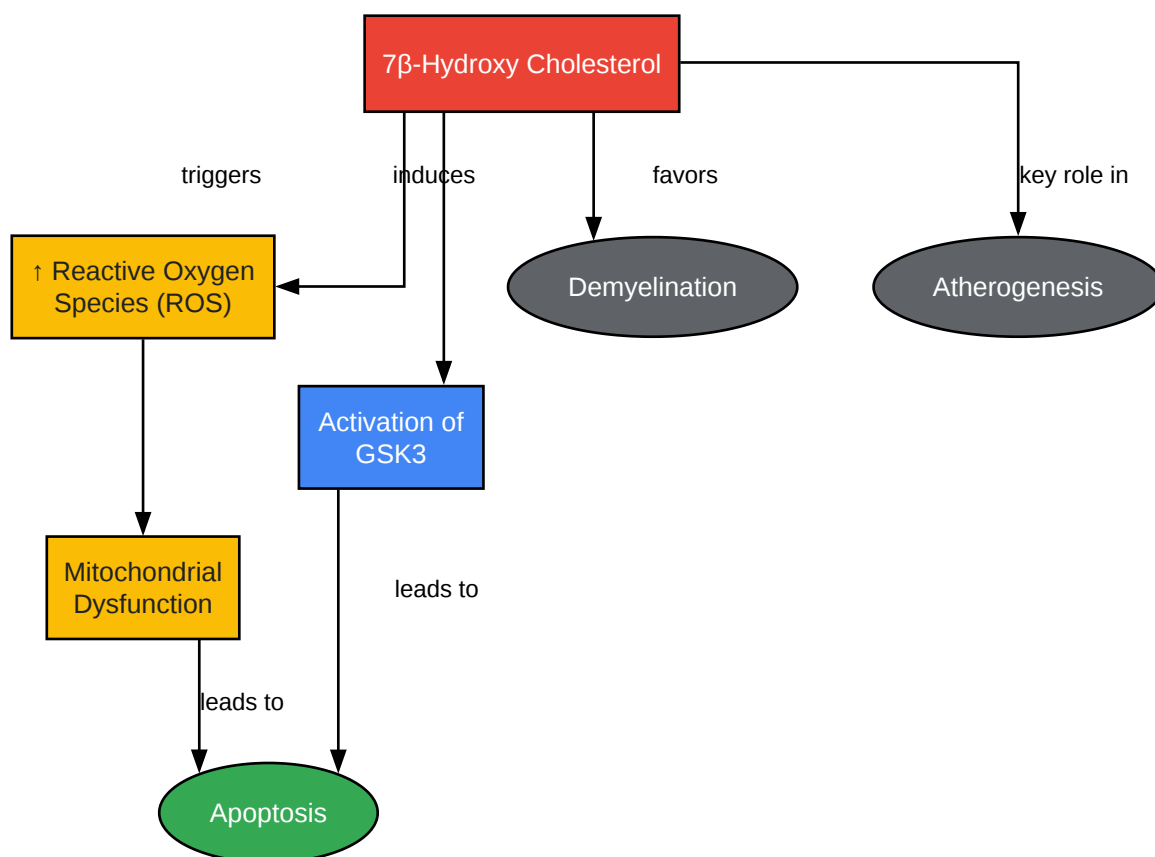 7β-Hydroxy Cholesterol
triggers
induces
favors
key role in
↑ Reactive Oxygen
Species (ROS)
Demyelination
Atherogenesis
Activation of
GSK3
Mitochondrial
Dysfunction
leads to
leads to
Apoptosis